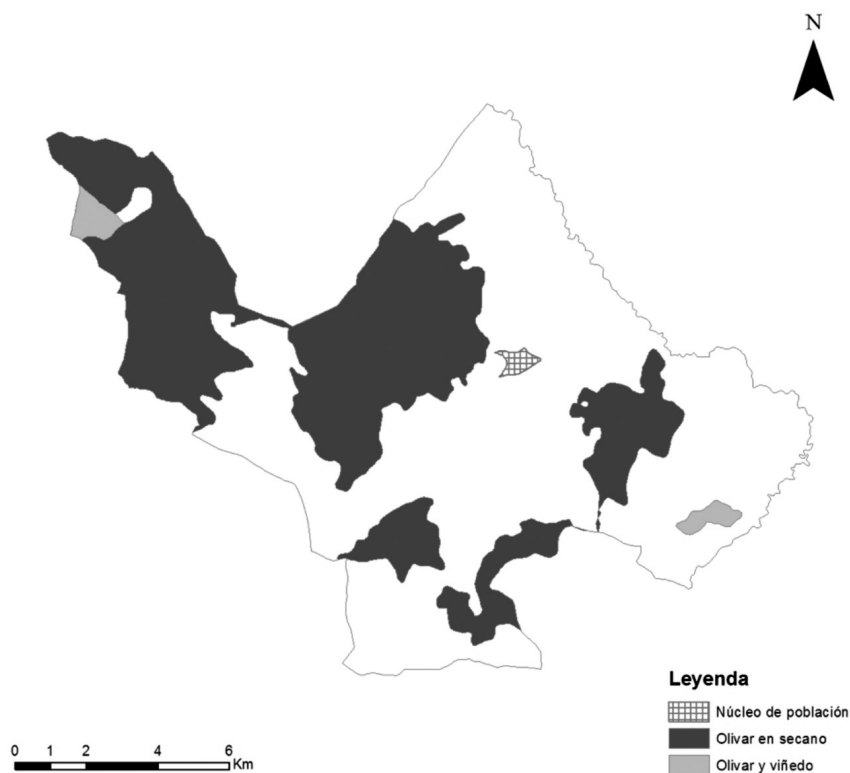 N
Leyenda
Núcleo de población
Olivar en secano
Olivar y viñedo
0 1 2 4 6
Km